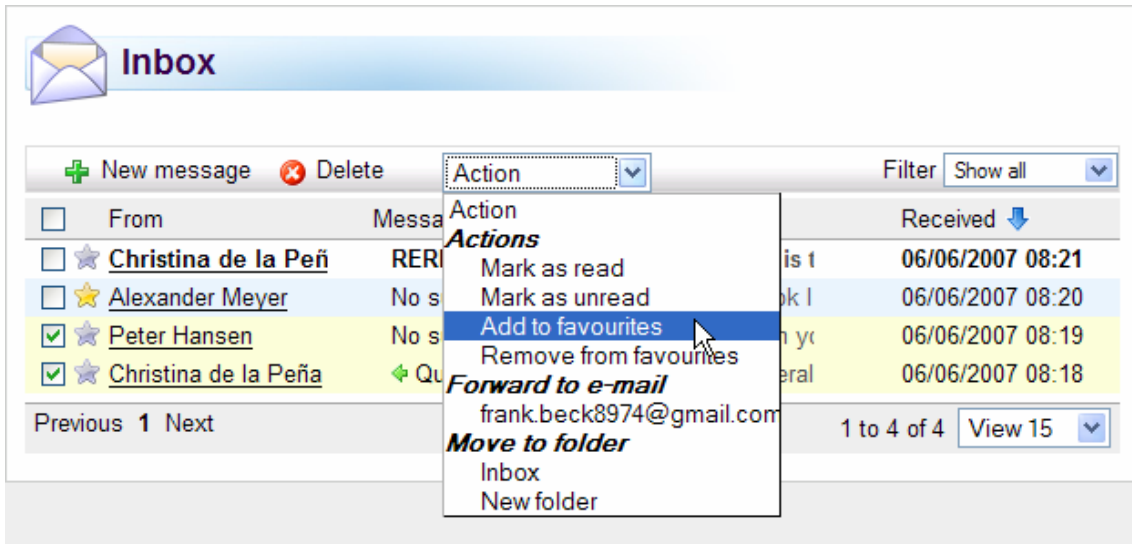 Inbox
New message Delete Action Filter Show all
From Messa Received
Action
Actions
Christina de la Peñ is t 06/06/2007 08:21
Mark as read
Alexander Meyer No s 06/06/2007 08:20
Mark as unread
Peter Hansen No s 06/06/2007 08:19
Add to favourites
Christina de la Peña Qu eral 06/06/2007 08:18
Remove from favourites
Forward to e-mail
frank.beck8974@gmail.com
Previous 1 Next 1 to 4 of 4 View 15
Move to folder
Inbox
New folder